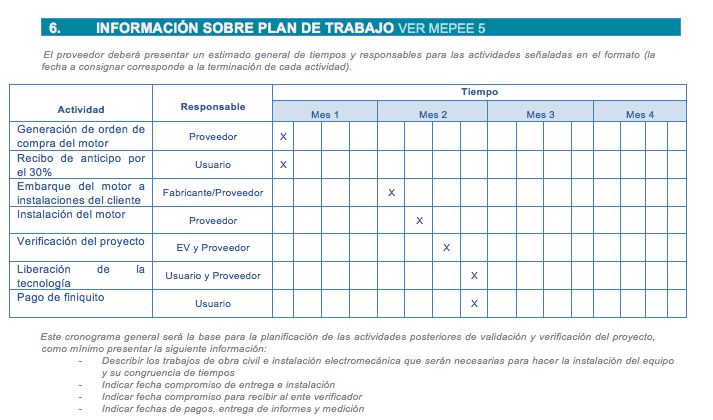 6. INFORMACIÓN SOBRE PLAN DE TRABAJO VER MEPEE 5
El proveedor deberá presentar un estimado general de tiempos y responsables para las actividades señaladas en el formato (la
fecha a consignar corresponde a la terminación de cada actividad).
Actividad Responsable Tiempo
Mes 1 Mes 2 Mes 3 Mes 4
Generación de orden de
compra del motor Proveedor X
Recibo de anticipo por
el 30% Usuario X
Embarque del motor a
instalaciones del cliente Fabricante/Proveedor X
Instalación del motor Proveedor X
Verificación del proyecto EV y Proveedor X
Liberación de la
tecnología Usuario y Proveedor X
Pago de finiquito Usuario X
Este cronograma general será la base para la planificación de las actividades posteriores de validación y verificación del proyecto,
como mínimo presentar la siguiente información:
- Describir los trabajos de obra civil e instalación electromecánica que serán necesarias para hacer la instalación del equipo
y su congruencia de tiempos
- Indicar fecha compromiso de entrega e instalación
- Indicar fecha compromiso para recibir al ente verificador
- Indicar fechas de pagos, entrega de informes y medición